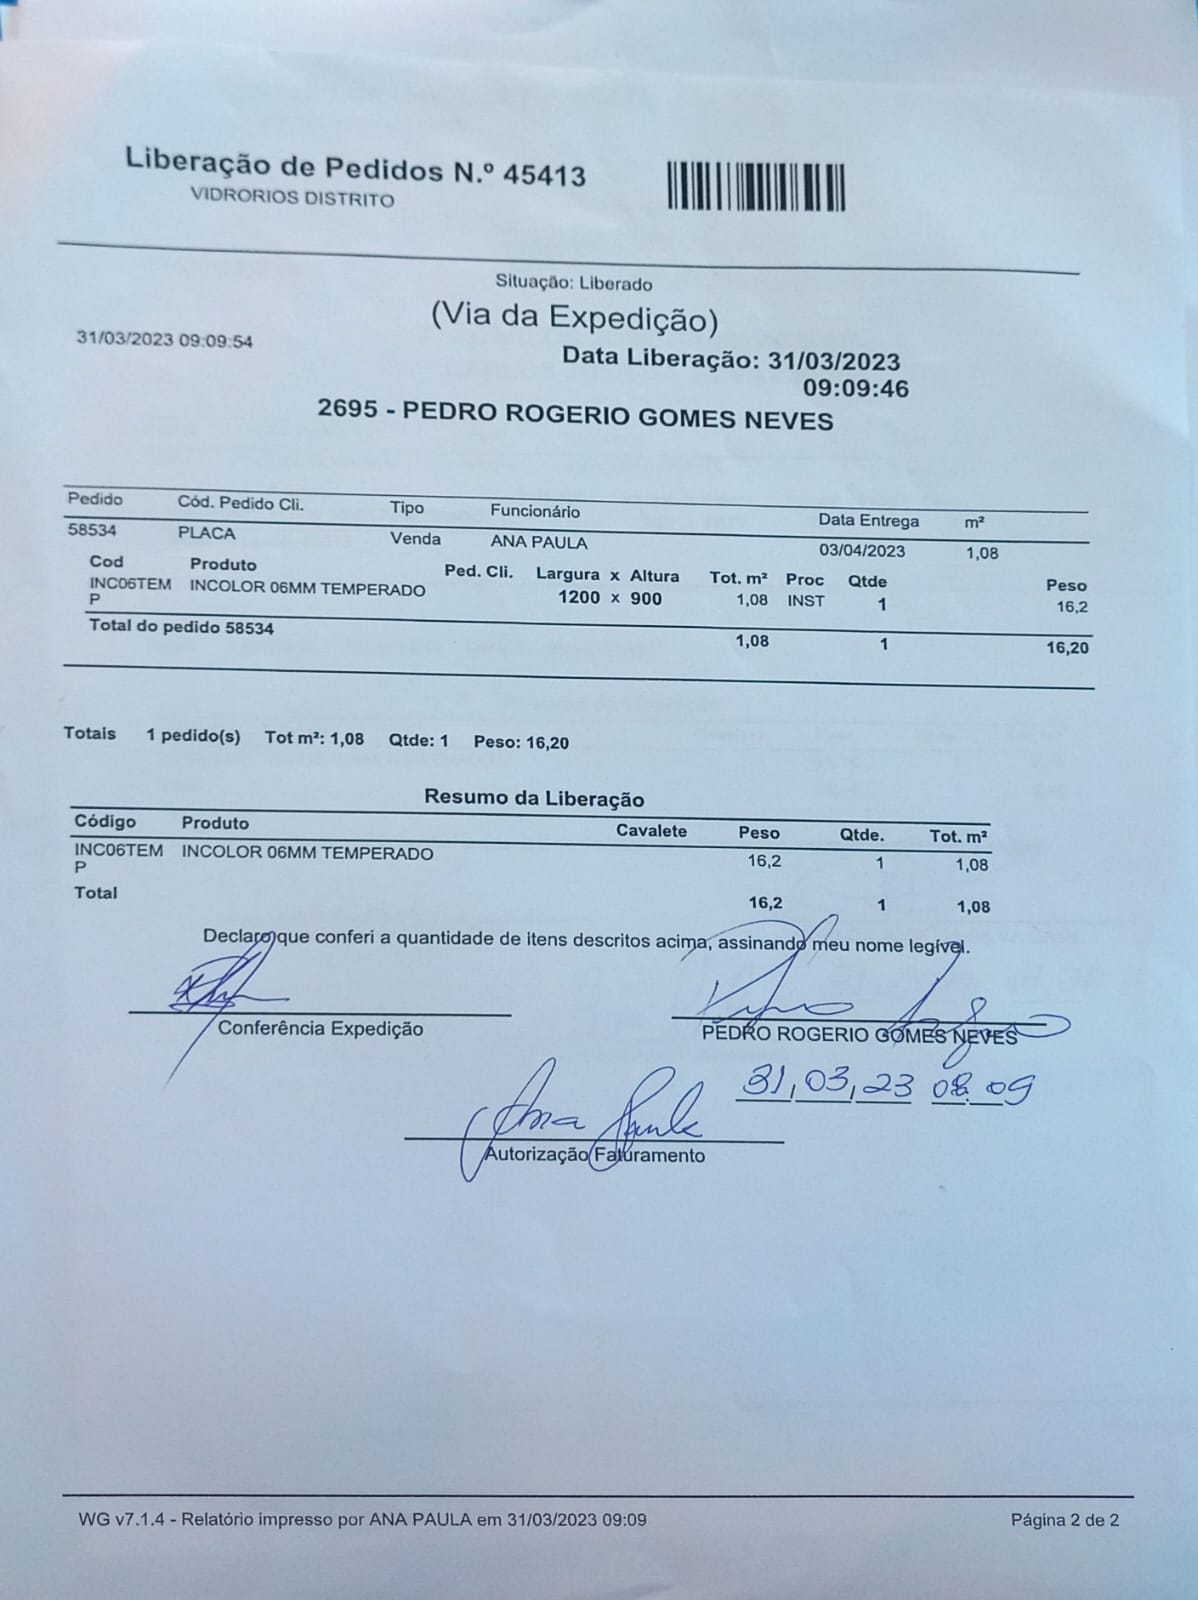 Liberação de Pedidos N.º 45413
VIDRORIOS DISTRITO
Situação: Liberado
(Via da Expedição)
31/03/2023 09:09:54
Data Liberação: 31/03/2023
09:09:46
2695 - PEDRO ROGERIO GOMES NEVES
Pedido Cód. Pedido Cli. Tipo Funcionário Data Entrega m²
58534 PLACA Venda ANA PAULA 03/04/2023 1,08
Cod Produto Ped. Cli. Largura x Altura Tot. m² Proc Qtde Peso
INC06TEM INCOLOR 06MM TEMPERADO 1200 x 900 1,08 INST 1 16,2
P
Total do pedido 58534 1,08 1 16,20
Totais 1 pedido(s) Tot m²: 1,08 Qtde: 1 Peso: 16,20
Resumo da Liberação
Código Produto Cavalete Peso Qtde. Tot. m²
INC06TEM INCOLOR 06MM TEMPERADO 16,2 1 1,08
P
Total 16,2 1 1,08
Declaro que conferi a quantidade de itens descritos acima, assinando meu nome legível.
Conferência Expedição PEDRO ROGERIO GOMES NEVES
31,03,23 08.09
Ana Paula
Autorização Faturamento
WG v7.1.4 - Relatório impresso por ANA PAULA em 31/03/2023 09:09 Página 2 de 2